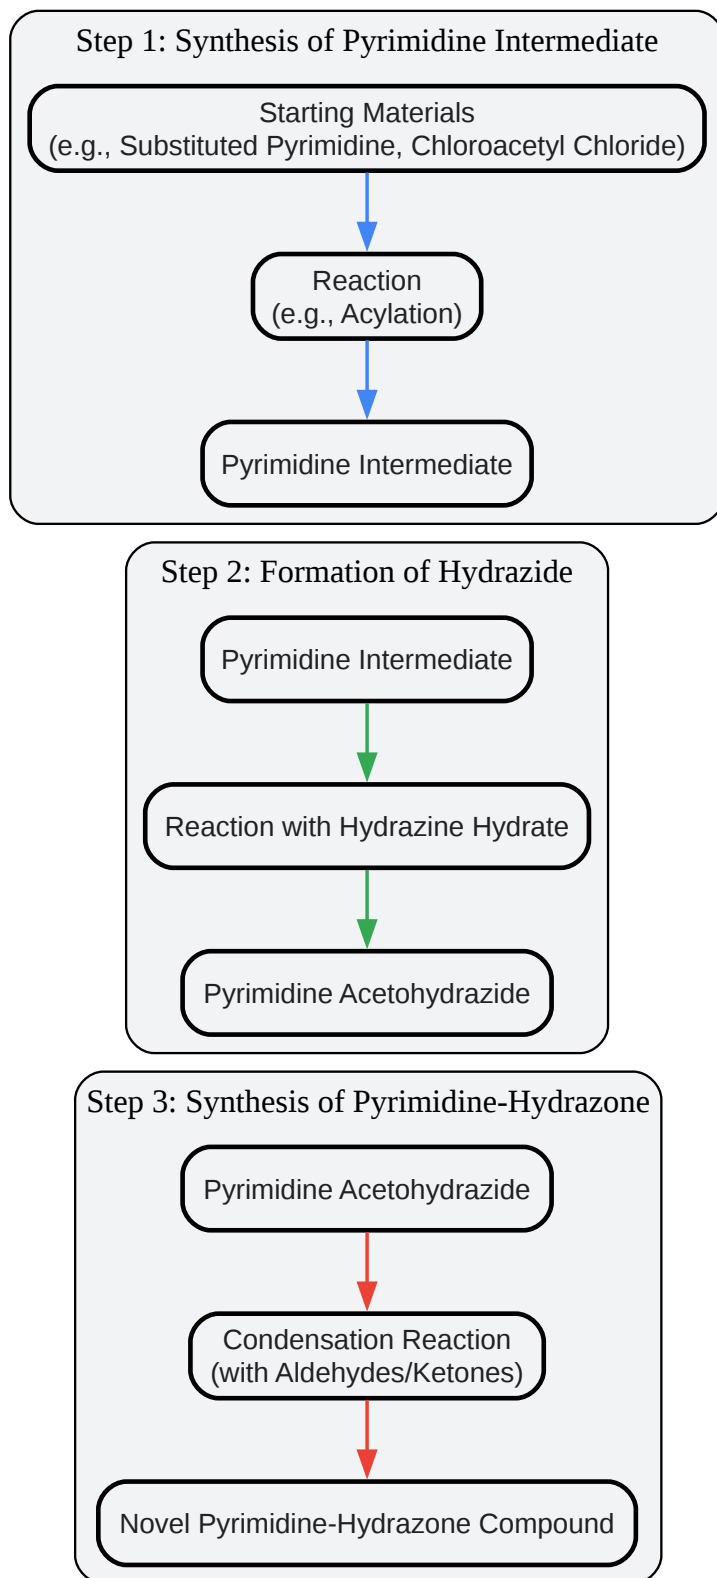 Step 1: Synthesis of Pyrimidine Intermediate
Starting Materials
(e.g., Substituted Pyrimidine, Chloroacetyl Chloride)
Reaction
(e.g., Acylation)
Pyrimidine Intermediate
Step 2: Formation of Hydrazide
Pyrimidine Intermediate
Reaction with Hydrazine Hydrate
Pyrimidine Acetohydrazide
Step 3: Synthesis of Pyrimidine-Hydrazone
Pyrimidine Acetohydrazide
Condensation Reaction
(with Aldehydes/Ketones)
Novel Pyrimidine-Hydrazone Compound